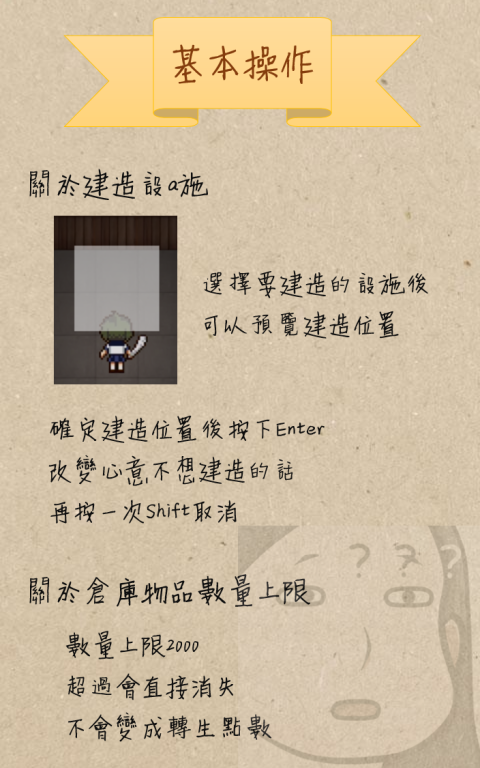 基本操作
關於建造設a施
選擇要建造的設施後
可以預覽建造位置
確定建造位置後按下Enter
改變心意不想建造的話
再按一次Shift取消
？？？
關於倉庫物品數量上限
數量上限2000
超過會直接消失
不會變成轉生點數